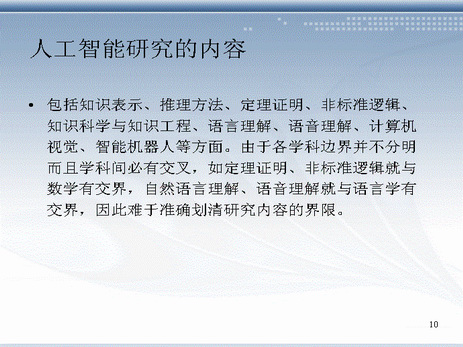 人工智能研究的内容
• 包括知识表示、推理方法、定理证明、非标准逻辑、
知识科学与知识工程、语言理解、语音理解、计算机
视觉、智能机器人等方面。由于各学科边界并不分明
而且学科间必有交叉，如定理证明、非标准逻辑就与
数学有交界，自然语言理解、语音理解就与语言学有
交界，因此难于准确划清研究内容的界限。
10